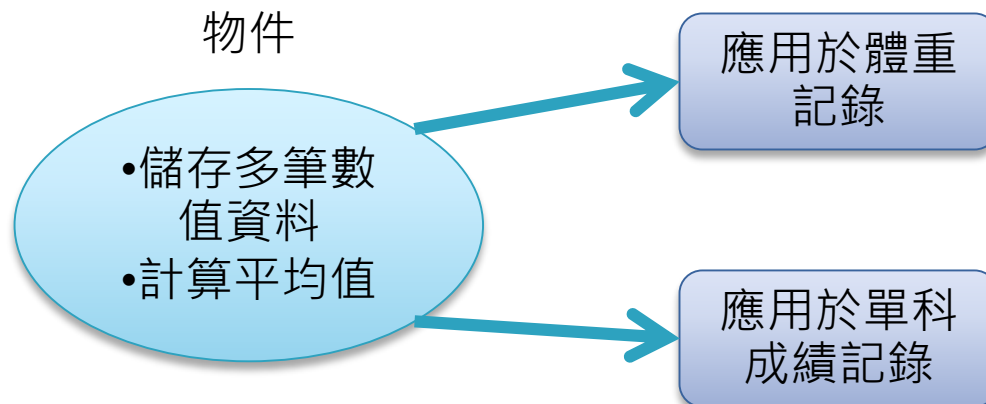 物件
•儲存多筆數
值資料
•計算平均值
應用於體重
記錄
應用於單科
成績記錄